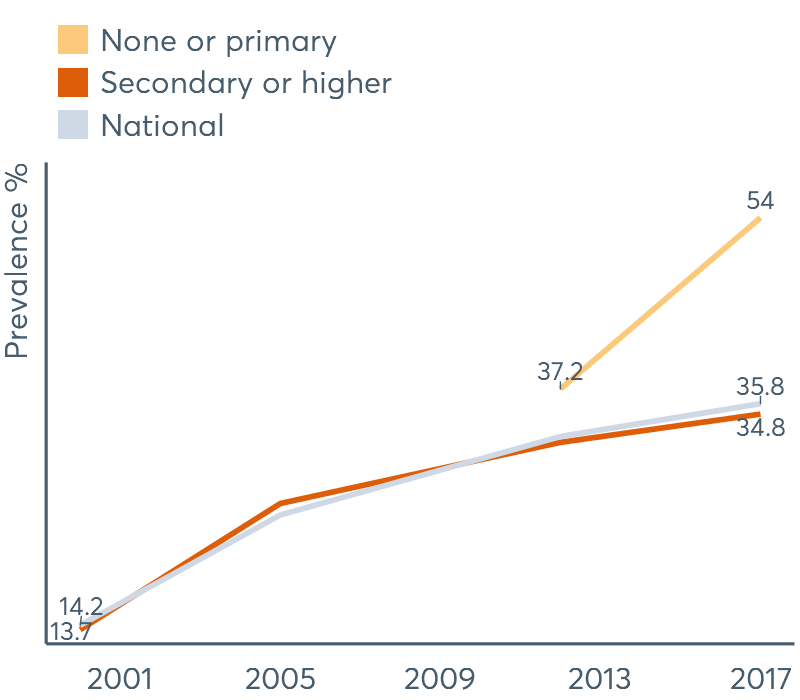 None or primary
Secondary or higher
National
Prevalence %
54
37.2
35.8
34.8
14.2
13.7
2001 2005 2009 2013 2017